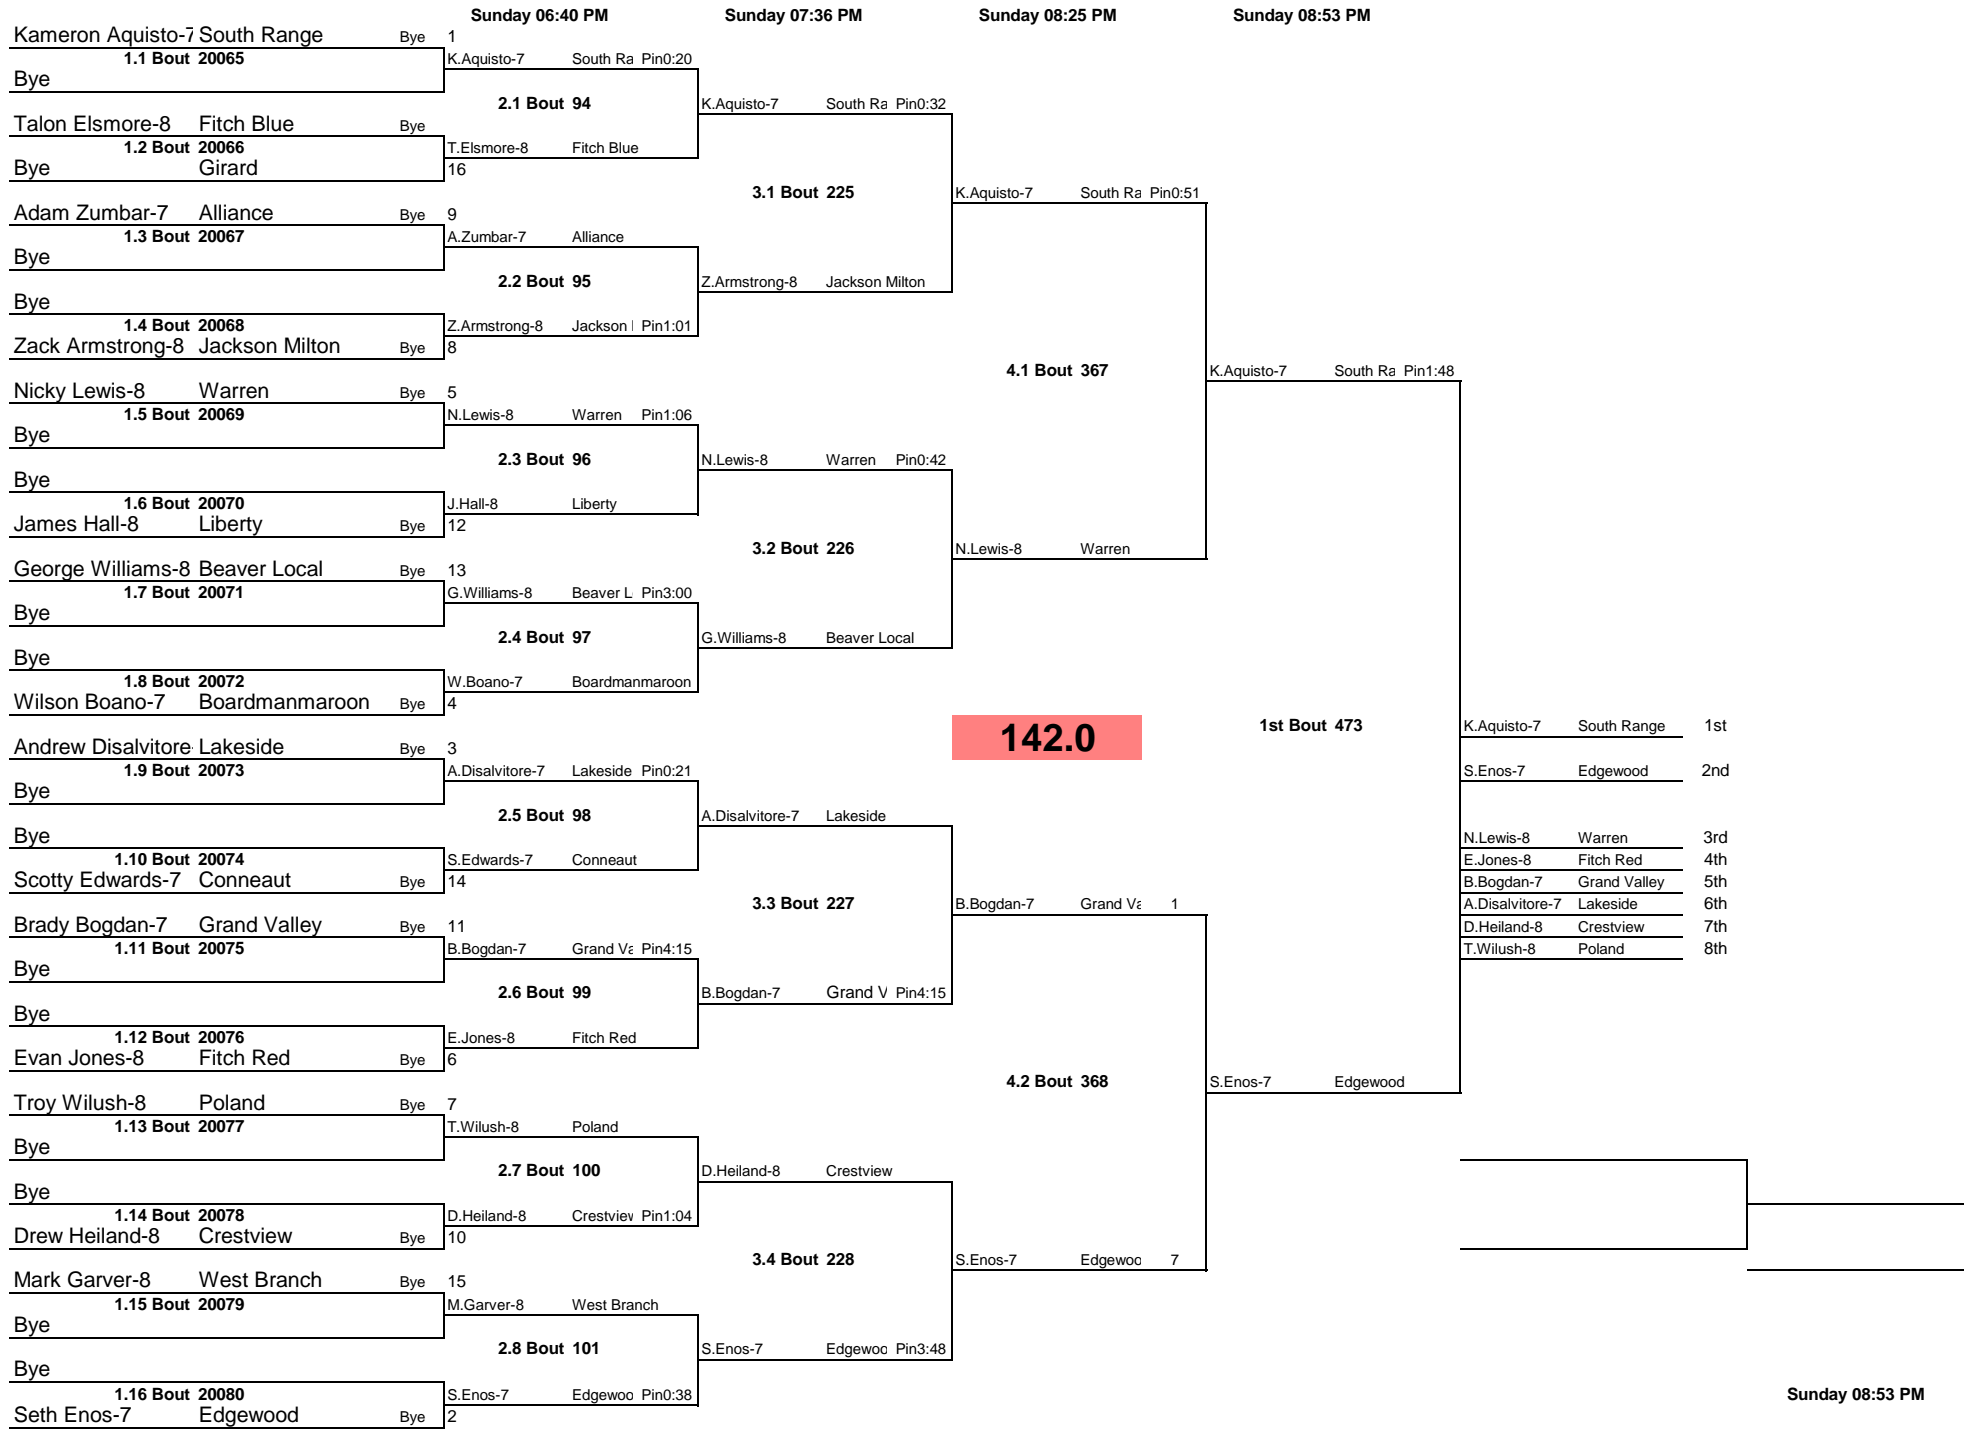 Sunday 06:40 PM Sunday 07:36 PM Sunday 08:25 PM Sunday 08:53 PM
Kameron Aquisto-7 South Range Bye 1
1.1 Bout 20065 K.Aquisto-7 South Ra Pin0:20
Bye
2.1 Bout 94 K.Aquisto-7 South Ra Pin0:32
Talon Elsmore-8 Fitch Blue Bye
1.2 Bout 20066 T.Elsmore-8 Fitch Blue
Bye Girard 16
3.1 Bout 225 K.Aquisto-7 South Ra Pin0:51
Adam Zumbar-7 Alliance Bye 9
1.3 Bout 20067 A.Zumbar-7 Alliance
Bye
2.2 Bout 95 Z.Armstrong-8 Jackson Milton
Bye
1.4 Bout 20068 Z.Armstrong-8 Jackson Pin1:01
Zack Armstrong-8 Jackson Milton Bye 8
4.1 Bout 367 K.Aquisto-7 South Ra Pin1:48
Nicky Lewis-8 Warren Bye 5
1.5 Bout 20069 N.Lewis-8 Warren Pin1:06
Bye
2.3 Bout 96 N.Lewis-8 Warren Pin0:42
Bye
1.6 Bout 20070 J.Hall-8 Liberty
James Hall-8 Liberty Bye 12
3.2 Bout 226 N.Lewis-8 Warren
George Williams-8 Beaver Local Bye 13
1.7 Bout 20071 G.Williams-8 Beaver L Pin3:00
Bye
2.4 Bout 97 G.Williams-8 Beaver Local
Bye
1.8 Bout 20072 W.Boano-7 Boardmanmaroon
Wilson Boano-7 Boardmanmaroon Bye 4
142.0 1st Bout 473 K.Aquisto-7 South Range 1st
Andrew Disalvitore Lakeside Bye 3
1.9 Bout 20073 A.Disalvitore-7 Lakeside Pin0:21 S.Enos-7 Edgewood 2nd
Bye
2.5 Bout 98 A.Disalvitore-7 Lakeside
Bye N.Lewis-8 Warren 3rd
1.10 Bout 20074 S.Edwards-7 Conneaut E.Jones-8 Fitch Red 4th
Scotty Edwards-7 Conneaut Bye 14 B.Bogdan-7 Grand Valley 5th
3.3 Bout 227 B.Bogdan-7 Grand Va 1 A.Disalvitore-7 Lakeside 6th
Brady Bogdan-7 Grand Valley Bye 11 D.Heiland-8 Crestview 7th
1.11 Bout 20075 B.Bogdan-7 Grand Va Pin4:15 T.Wilush-8 Poland 8th
Bye
2.6 Bout 99 B.Bogdan-7 Grand V Pin4:15
Bye
1.12 Bout 20076 E.Jones-8 Fitch Red
Evan Jones-8 Fitch Red Bye 6
4.2 Bout 368 S.Enos-7 Edgewood
Troy Wilush-8 Poland Bye 7
1.13 Bout 20077 T.Wilush-8 Poland
Bye
2.7 Bout 100 D.Heiland-8 Crestview
Bye
1.14 Bout 20078 D.Heiland-8 Crestview Pin1:04
Drew Heiland-8 Crestview Bye 10
3.4 Bout 228 S.Enos-7 Edgewoo 7
Mark Garver-8 West Branch Bye 15
1.15 Bout 20079 M.Garver-8 West Branch
Bye
2.8 Bout 101 S.Enos-7 Edgewoo Pin3:48
Bye
1.16 Bout 20080 S.Enos-7 Edgewoo Pin0:38 Sunday 08:53 PM
Seth Enos-7 Edgewood Bye 2